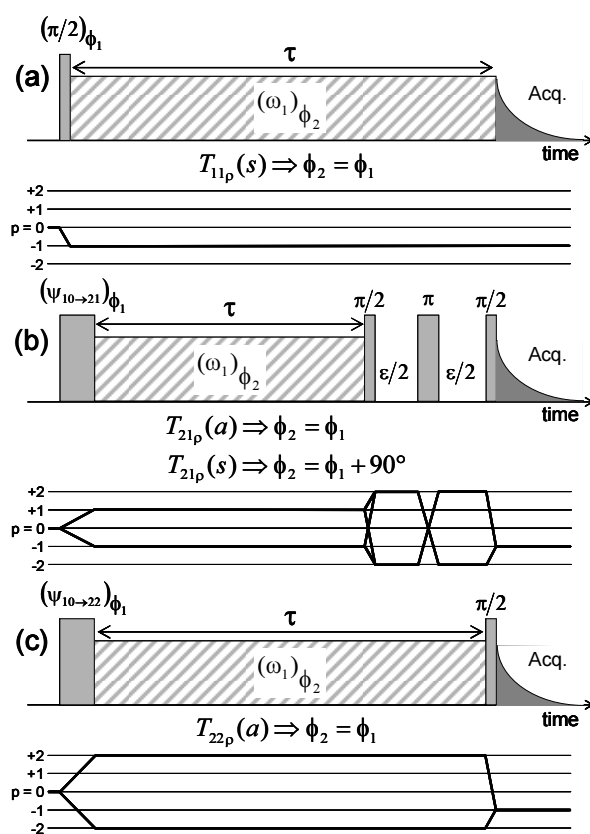 (π/2)ϕ₁
τ
(a)
(ω₁)ϕ₂
Acq.
time
T₁₁ρ(s) ⇒ ϕ₂ = ϕ₁
+2
+1
p = 0
-1
-2
(ψ₁₀→₂₁)ϕ₁
π/2 π π/2
τ
(b)
(ω₁)ϕ₂
ε/2 ε/2
Acq.
time
T₂₁ρ(a) ⇒ ϕ₂ = ϕ₁
T₂₁ρ(s) ⇒ ϕ₂ = ϕ₁ + 90°
+2
+1
p = 0
-1
-2
(ψ₁₀→₂₂)ϕ₁
π/2
τ
(c)
(ω₁)ϕ₂
Acq.
time
T₂₂ρ(a) ⇒ ϕ₂ = ϕ₁
+2
+1
p = 0
-1
-2